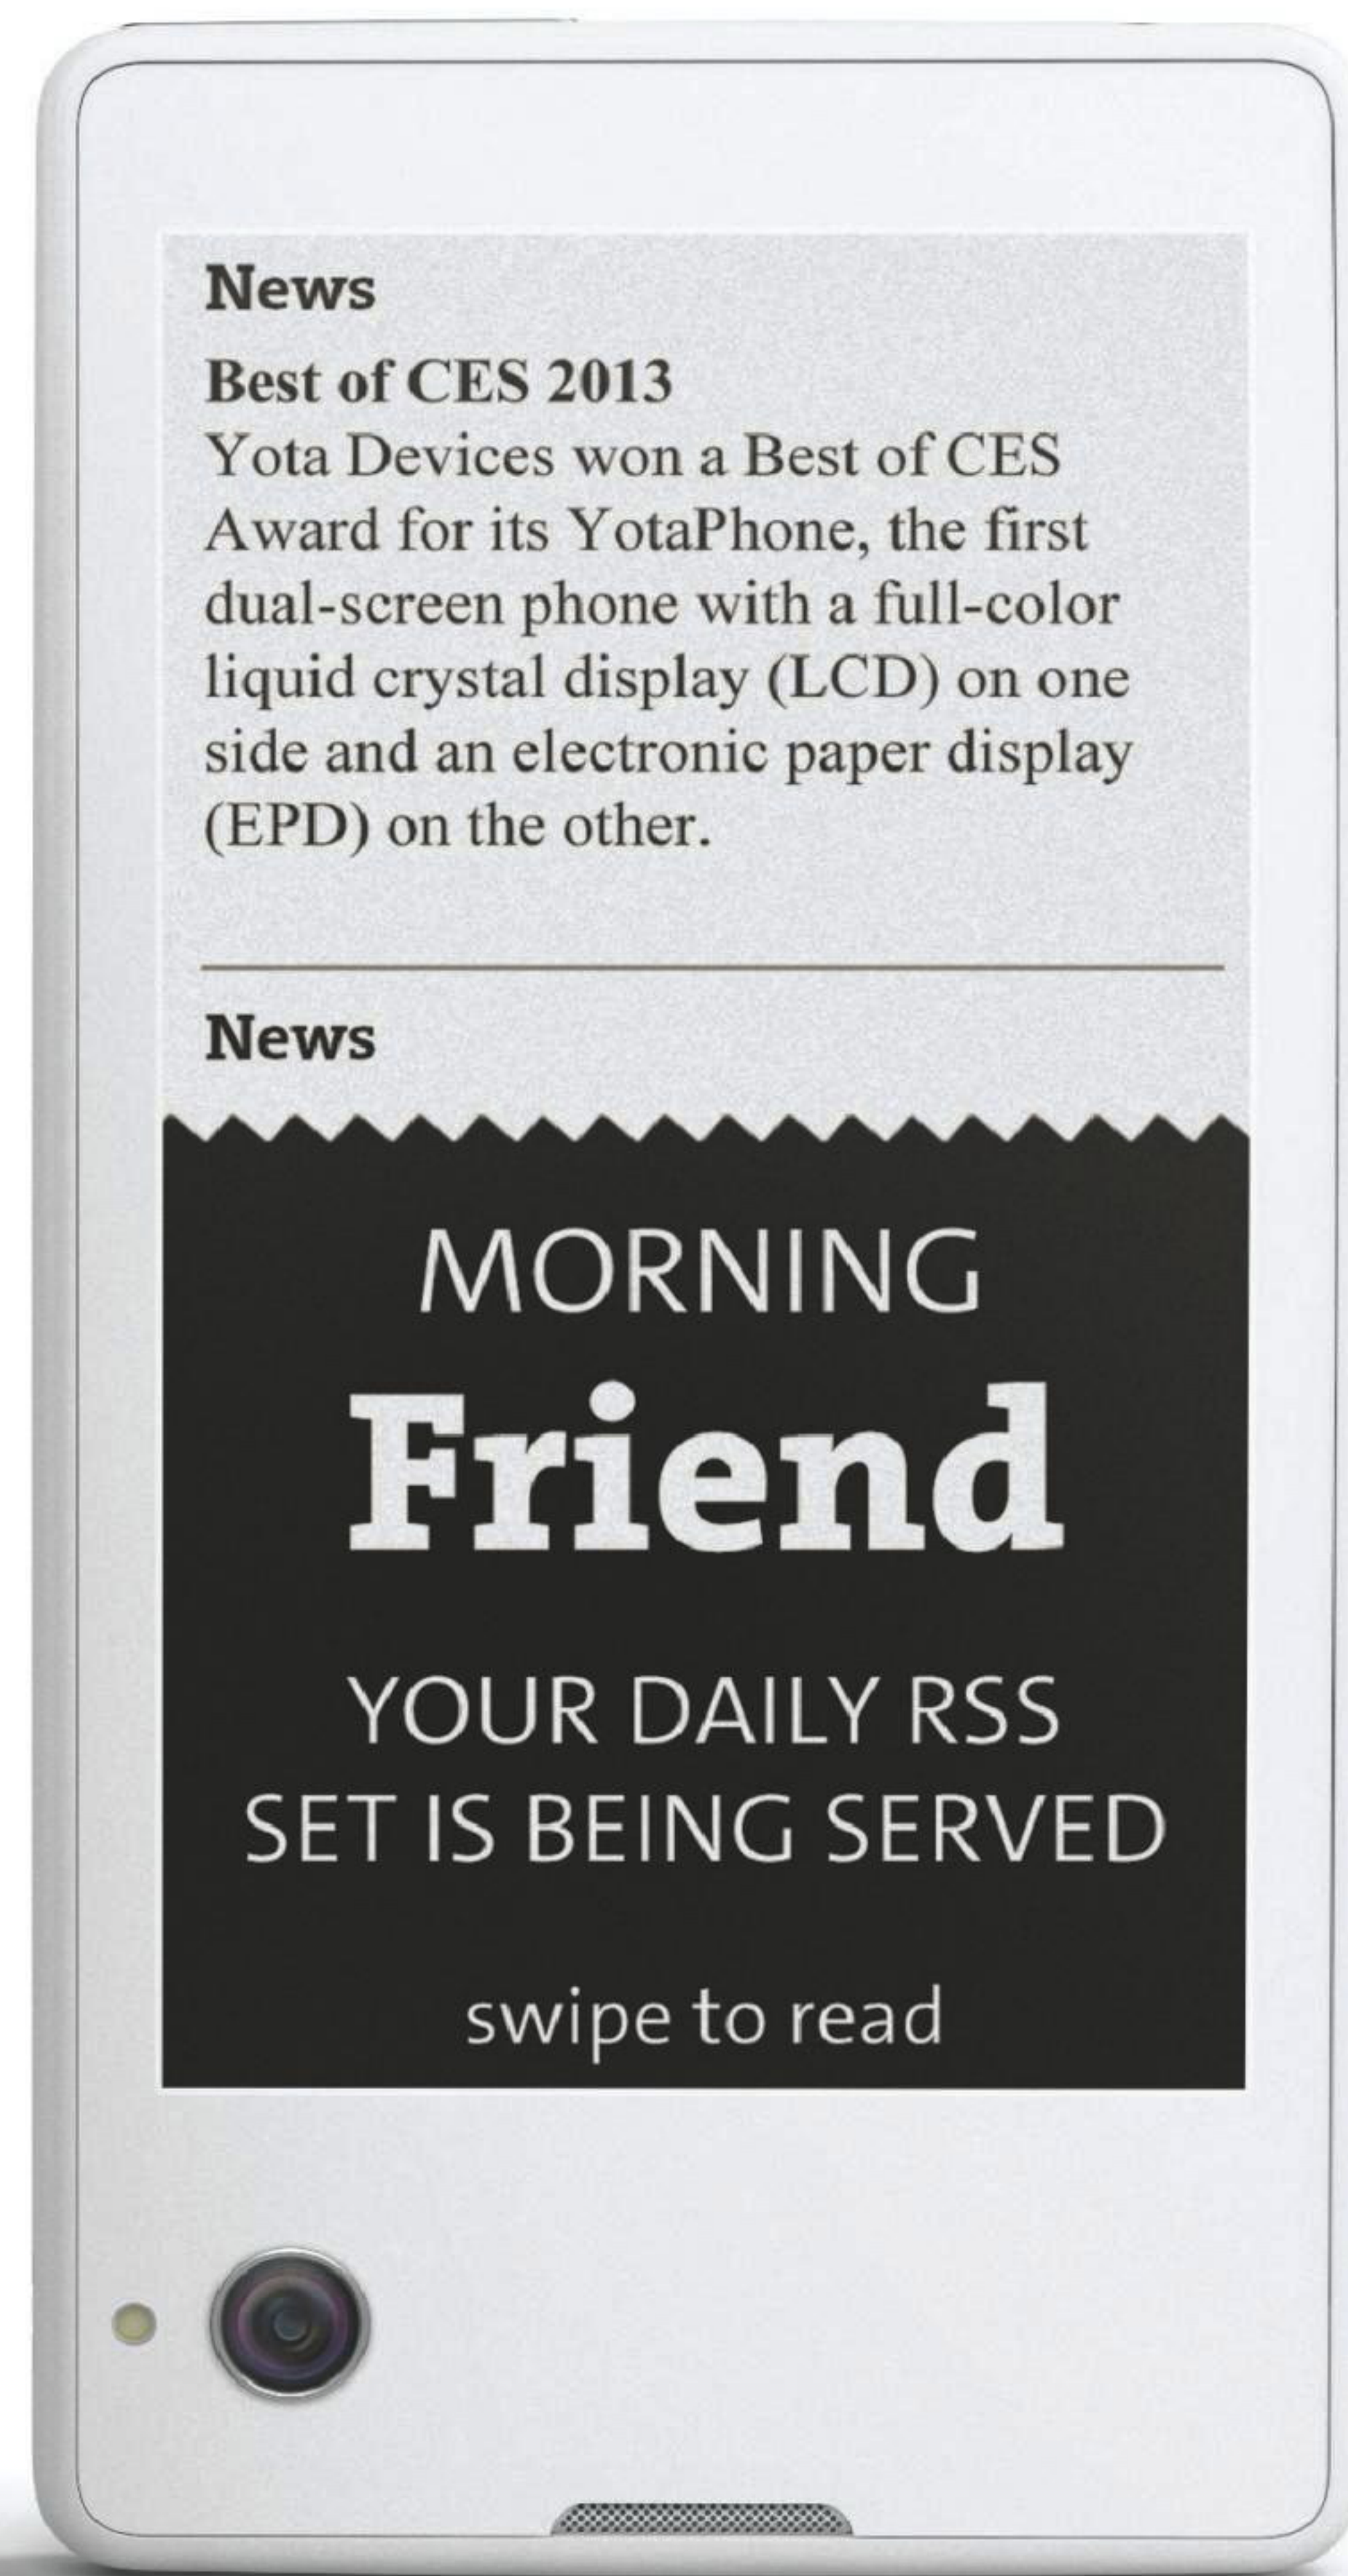 News
Best of CES 2013
Yota Devices won a Best of CES
Award for its YotaPhone, the first
dual-screen phone with a full-color
liquid crystal display (LCD) on one
side and an electronic paper display
(EPD) on the other.
News
MORNING
Friend
YOUR DAILY RSS
SET IS BEING SERVED
swipe to read